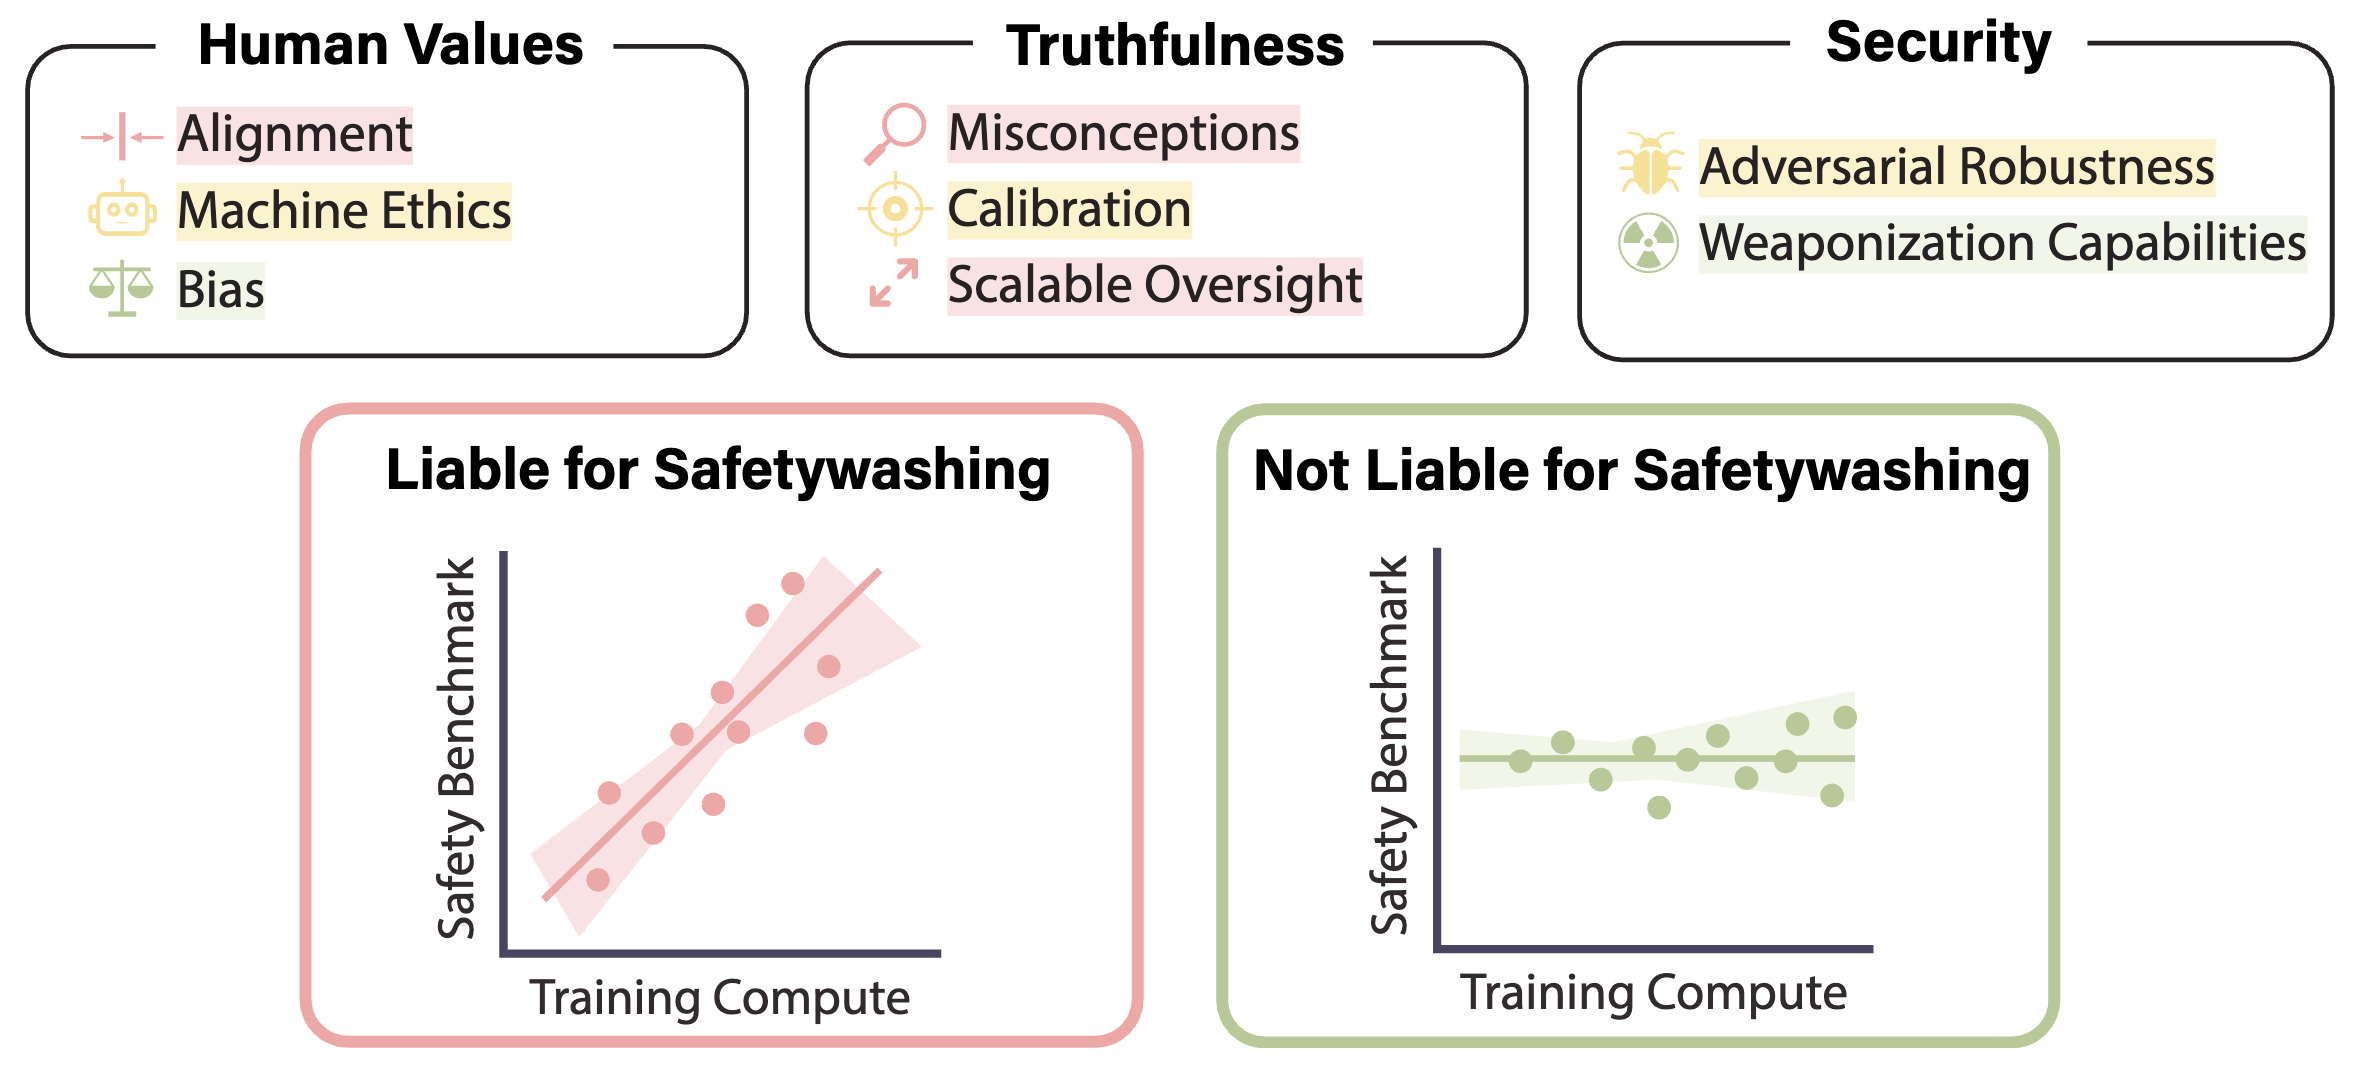 Human Values
Alignment
Machine Ethics
Bias
Truthfulness
Misconceptions
Calibration
Scalable Oversight
Security
Adversarial Robustness
Weaponization Capabilities
Liable for Safetywashing
Safety Benchmark
Training Compute
Not Liable for Safetywashing
Safety Benchmark
Training Compute